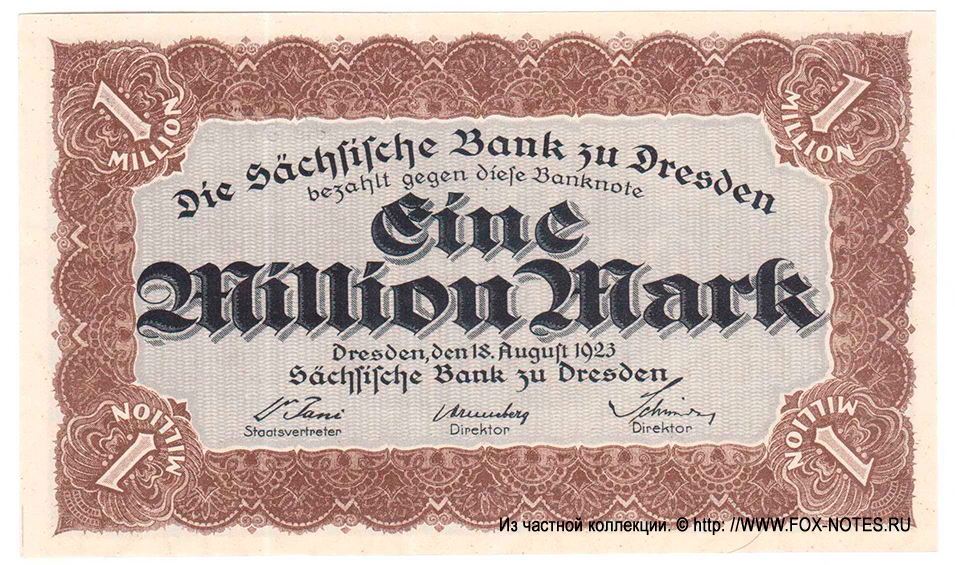 1 MILLION
1 MILLION
Die Sächsische Bank zu Dresden
bezahlt gegen diese Banknote
Eine
Million Mark
Dresden, den 18. August 1923
Sächsische Bank zu Dresden
Staatsvertreter Direktor Direktor
1 MILLION
1 MILLION
Из частной коллекции. © http: //WWW.FOX-NOTES.RU